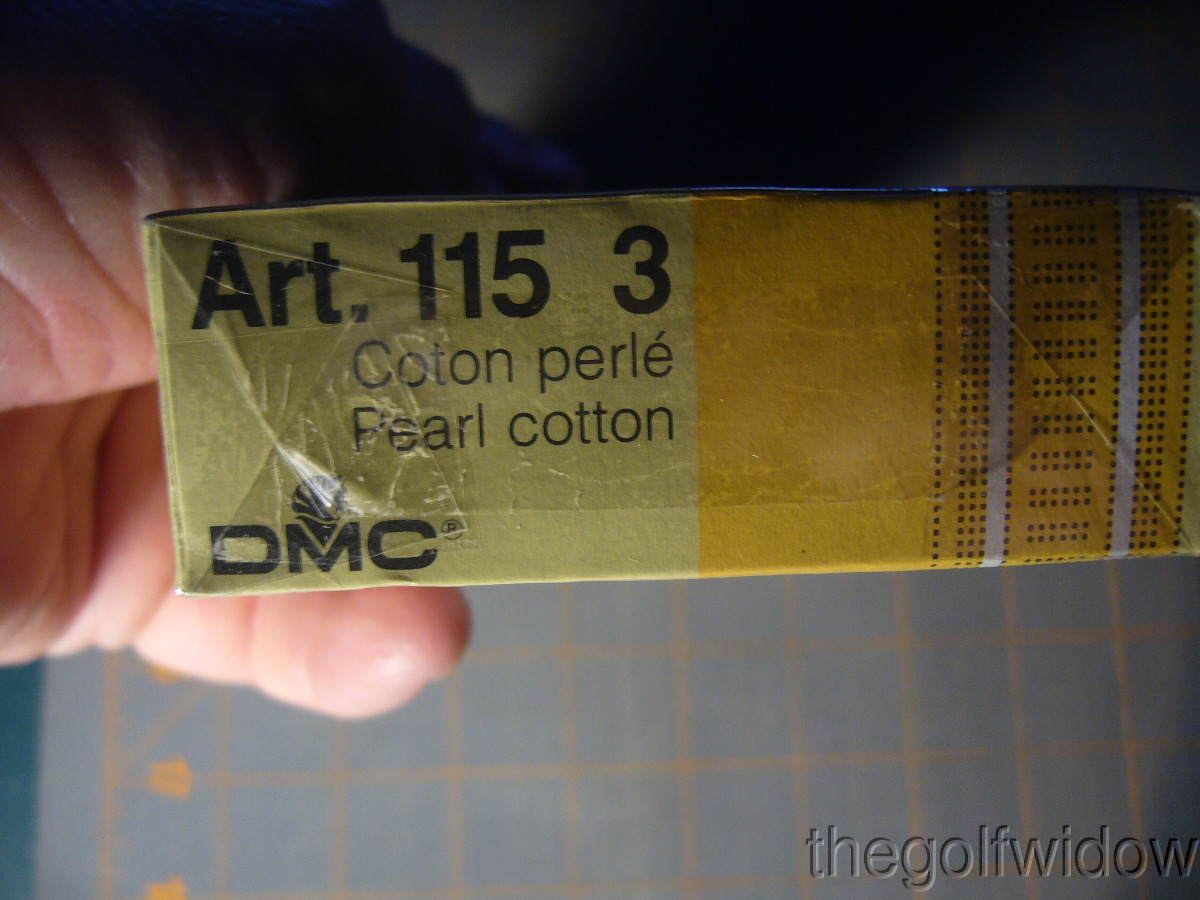 Art. 115 3
Coton perlé
Pearl cotton
DMC®
thegolfwidow